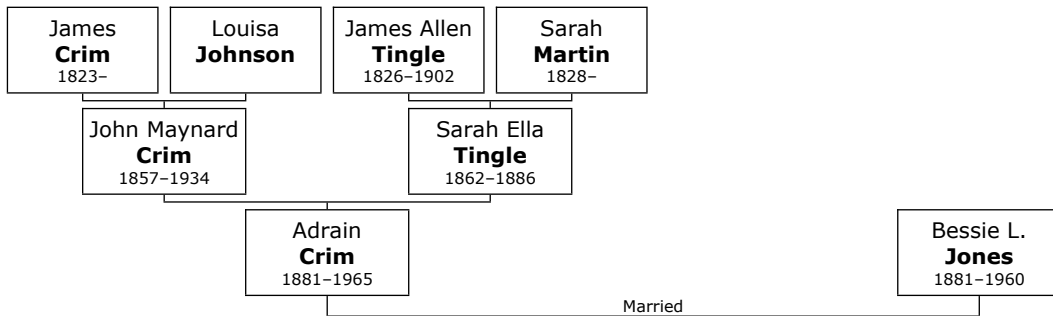 James
Crim
1823–
Louisa
Johnson
James Allen
Tingle
1826–1902
Sarah
Martin
1828–
John Maynard
Crim
1857–1934
Sarah Ella
Tingle
1862–1886
Adrain
Crim
1881–1965
Bessie L.
Jones
1881–1960
Married